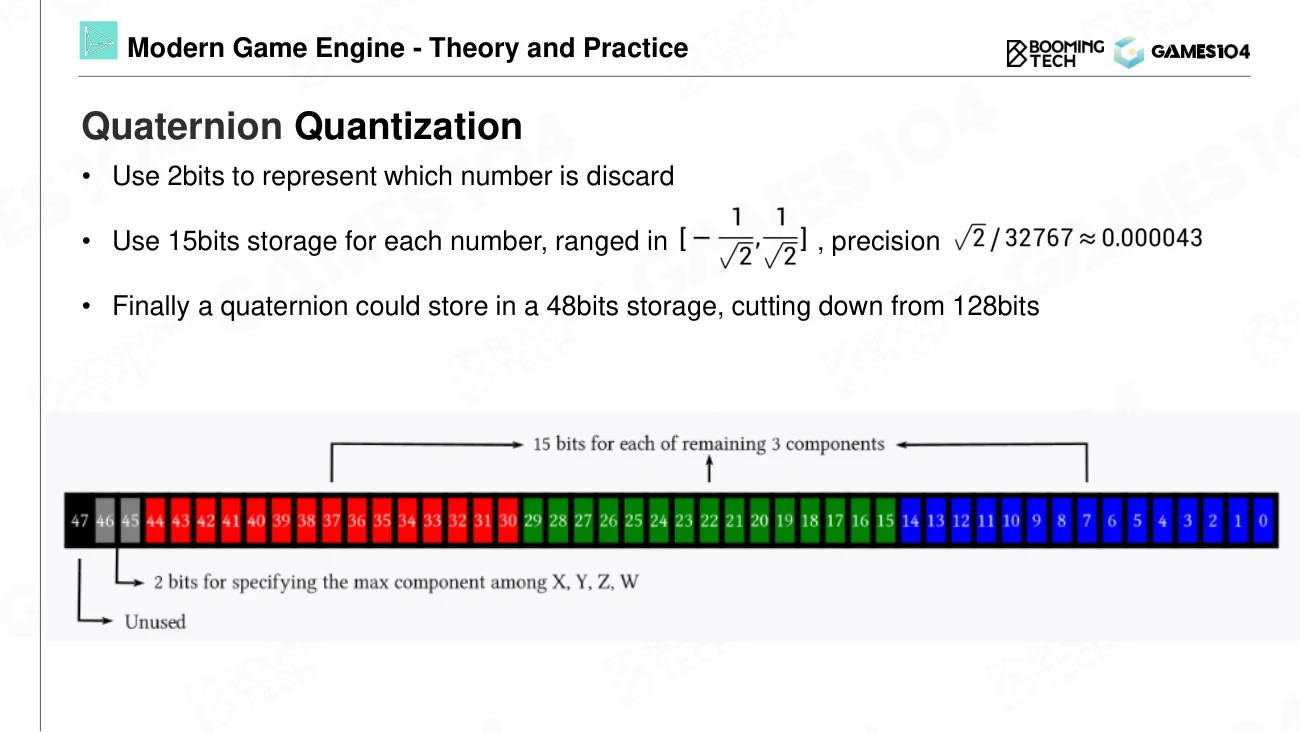 Modern Game Engine - Theory and Practice
BOOMING
TECH
GAMES104
Quaternion Quantization
• Use 2bits to represent which number is discard
• Use 15bits storage for each number, ranged in [−1/√2, 1/√2] , precision √2 / 32767 ≈ 0.000043
• Finally a quaternion could store in a 48bits storage, cutting down from 128bits
15 bits for each of remaining 3 components
47 46 45 44 43 42 41 40 39 38 37 36 35 34 33 32 31 30 29 28 27 26 25 24 23 22 21 20 19 18 17 16 15 14 13 12 11 10 9 8 7 6 5 4 3 2 1 0
2 bits for specifying the max component among X, Y, Z, W
Unused